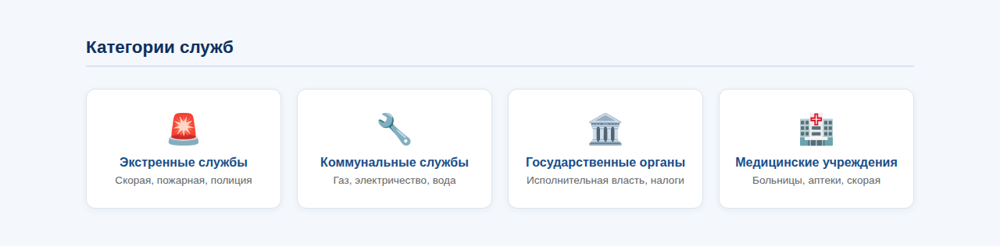 Категории служб
Экстренные службы
Скорая, пожарная, полиция
Коммунальные службы
Газ, электричество, вода
Государственные органы
Исполнительная власть, налоги
Медицинские учреждения
Больницы, аптеки, скорая